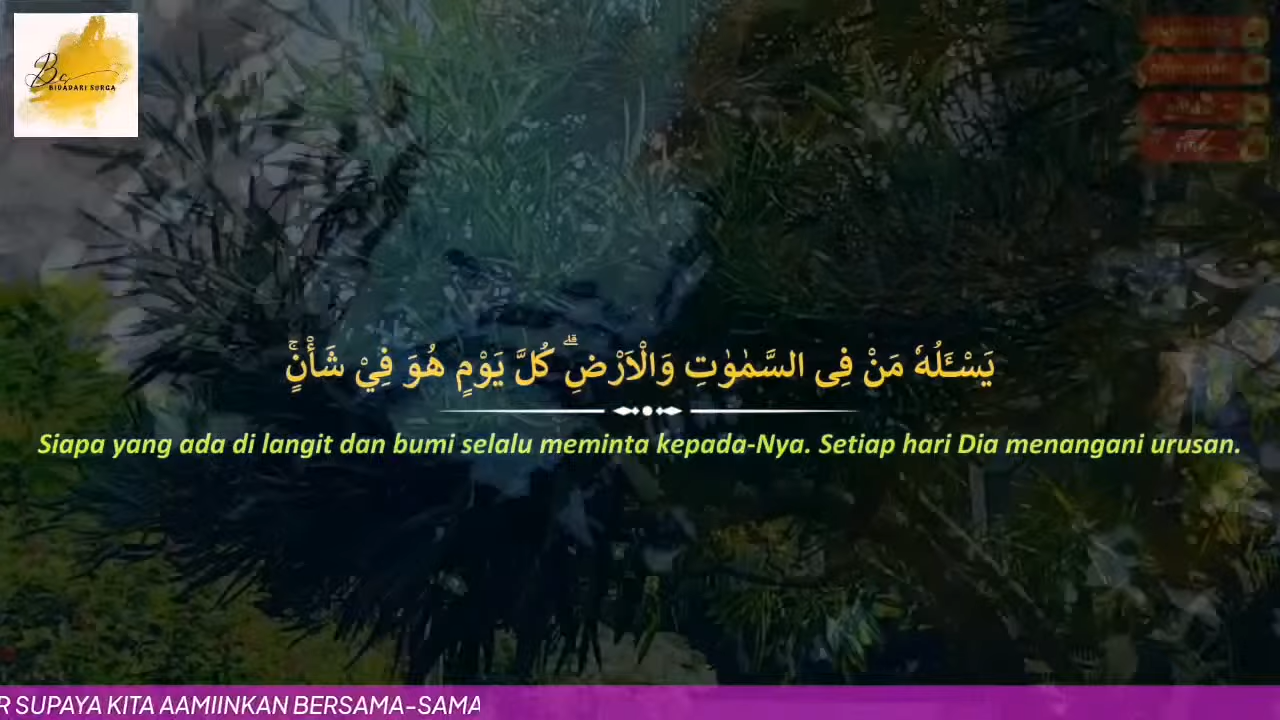 BIDADARI SURGA
يَسْـَٔلُهٗ مَنْ فِى السَّمٰوٰتِ وَالْاَرْضِۗ كُلَّ يَوْمٍ هُوَ فِيْ شَأْنٍۚ
Siapa yang ada di langit dan bumi selalu meminta kepada-Nya. Setiap hari Dia menangani urusan.
SUPAYA KITA AAMIINKAN BERSAMA-SAMA